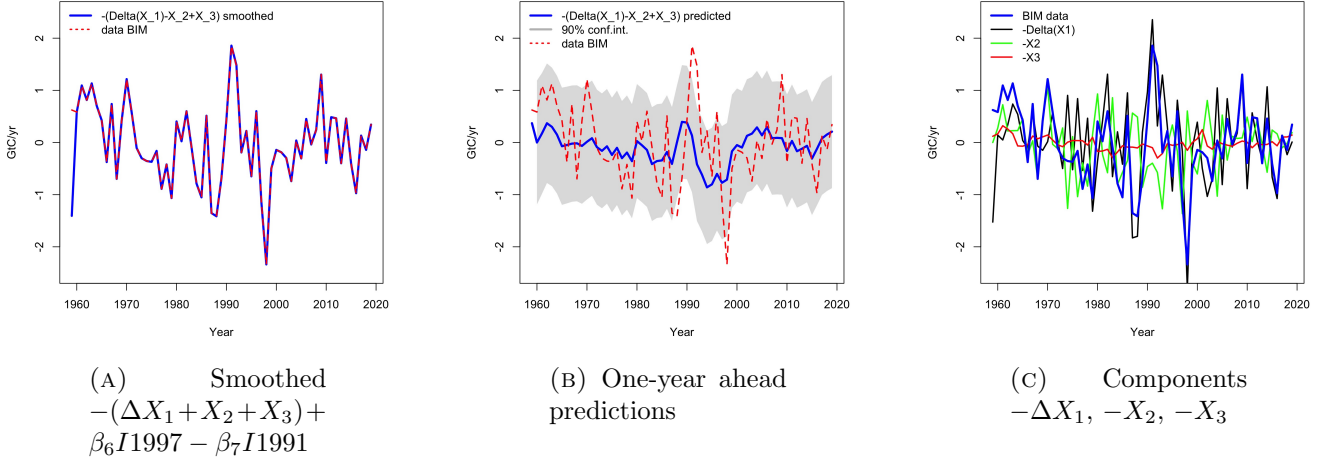 -(Delta(X_1)-X_2+X_3) smoothed
data BIM
GtC/yr
2
1
0
-1
-2
1960 1970 1980 1990 2000 2010 2020
Year
(A) Smoothed
−(ΔX₁+X₂+X₃)+
β₆I1997 − β₇I1991
-(Delta(X_1)-X_2+X_3) predicted
90% conf.int.
data BIM
GtC/yr
2
1
0
-1
-2
1960 1970 1980 1990 2000 2010 2020
Year
(B) One-year ahead
predictions
BIM data
-Delta(X1)
-X2
-X3
GtC/yr
2
1
0
-1
-2
1960 1970 1980 1990 2000 2010 2020
Year
(C) Components
−ΔX₁, −X₂, −X₃